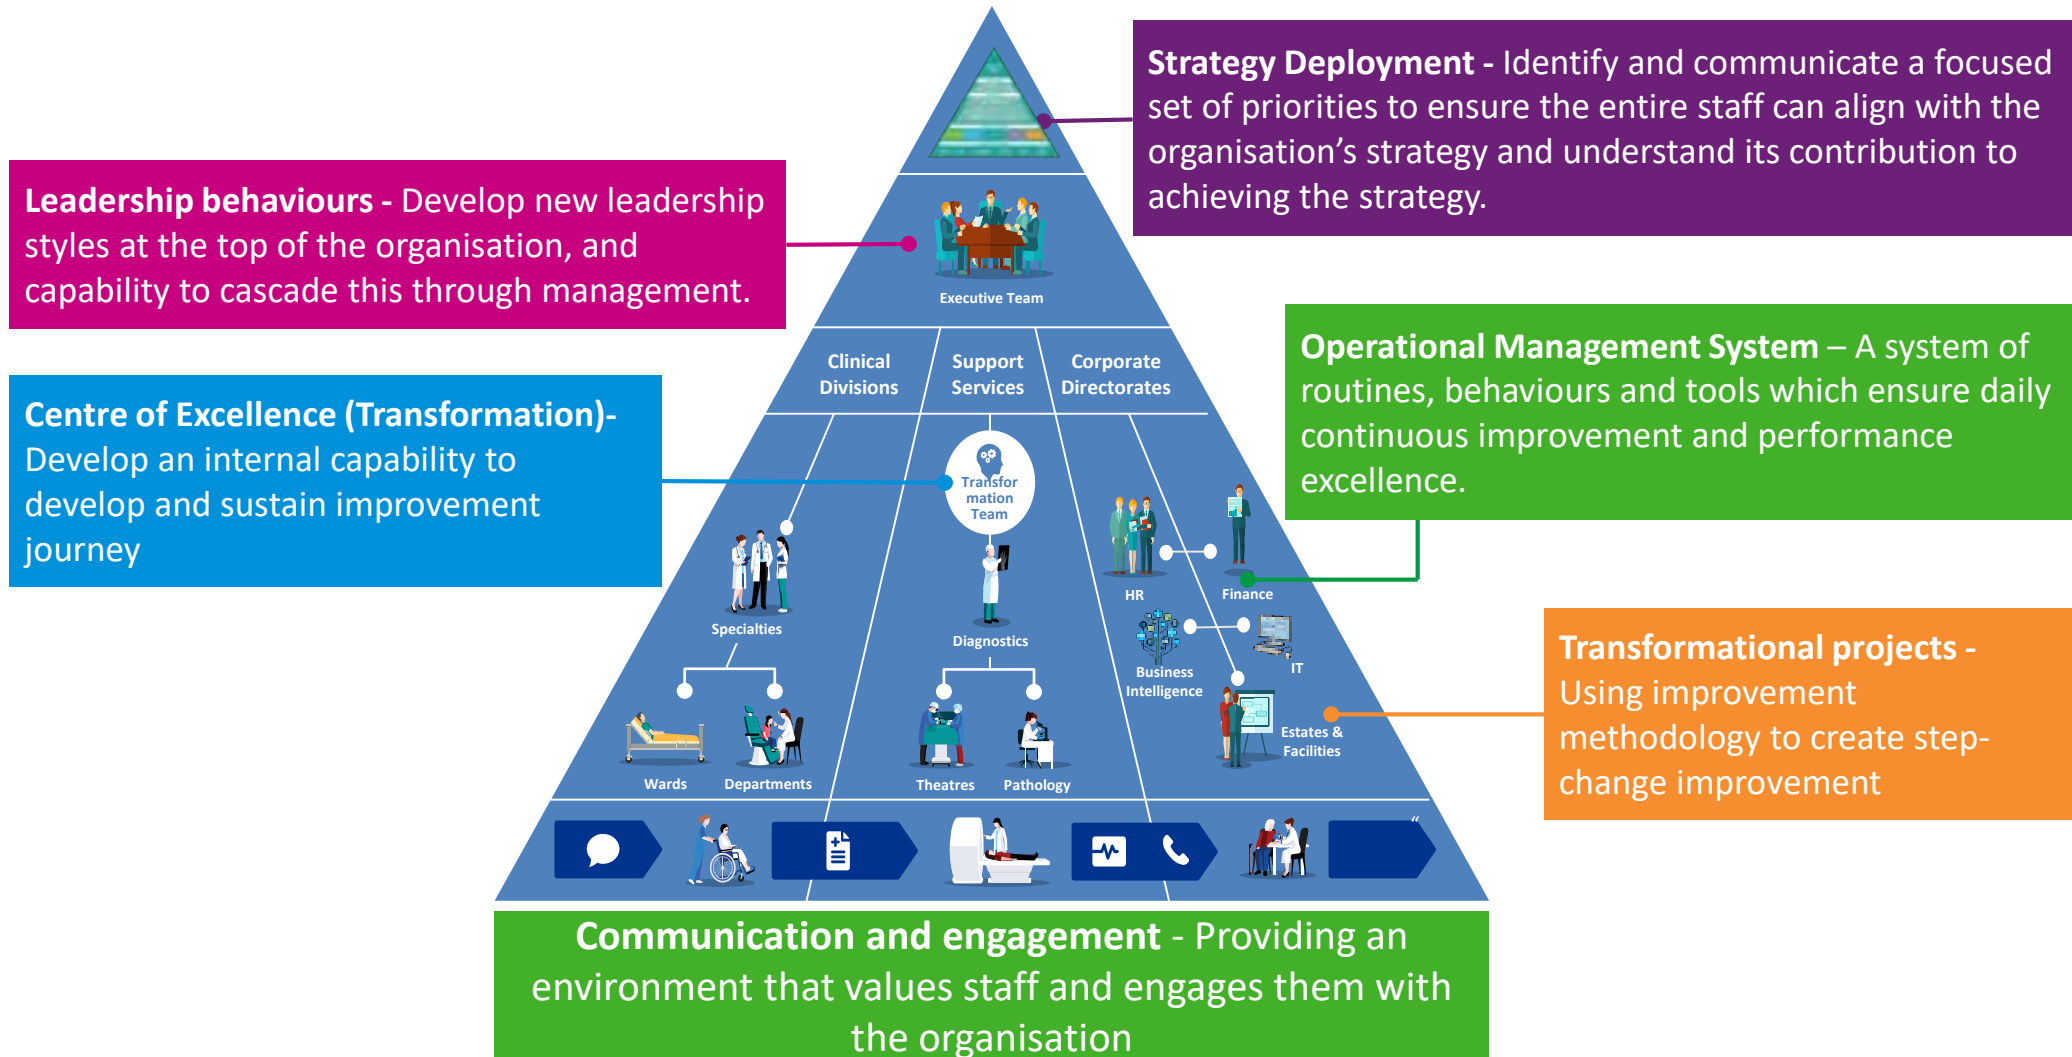 Strategy Deployment - Identify and communicate a focused
set of priorities to ensure the entire staff can align with the
organisation’s strategy and understand its contribution to
achieving the strategy.
Leadership behaviours - Develop new leadership
styles at the top of the organisation, and
capability to cascade this through management.
Executive Team
Clinical
Divisions
Support
Services
Corporate
Directorates
Operational Management System – A system of
routines, behaviours and tools which ensure daily
continuous improvement and performance
excellence.
Centre of Excellence (Transformation)-
Develop an internal capability to
develop and sustain improvement
journey
Transfor
mation
Team
Specialties
Diagnostics
HR
Finance
Business
Intelligence
IT
Estates &
Facilities
Wards
Departments
Theatres
Pathology
Transformational projects -
Using improvement
methodology to create step-
change improvement
“
Communication and engagement - Providing an
environment that values staff and engages them with
the organisation